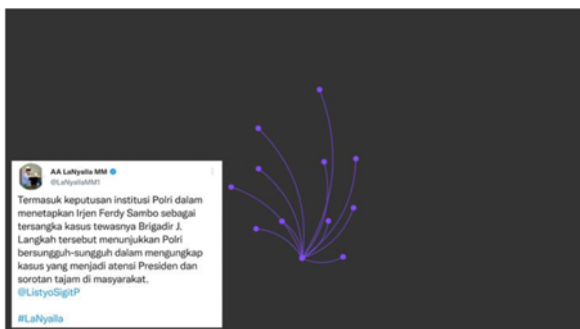 AA LaNyalla MM
@LaNyallaMM1
Termasuk keputusan institusi Polri dalam
menetapkan Irjen Ferdy Sambo sebagai
tersangka kasus tewasnya Brigadir J.
Langkah tersebut menunjukkan Polri
bersungguh-sungguh dalam mengungkap
kasus yang menjadi atensi Presiden dan
sorotan tajam di masyarakat.
@ListyoSigitP
#LaNyalla